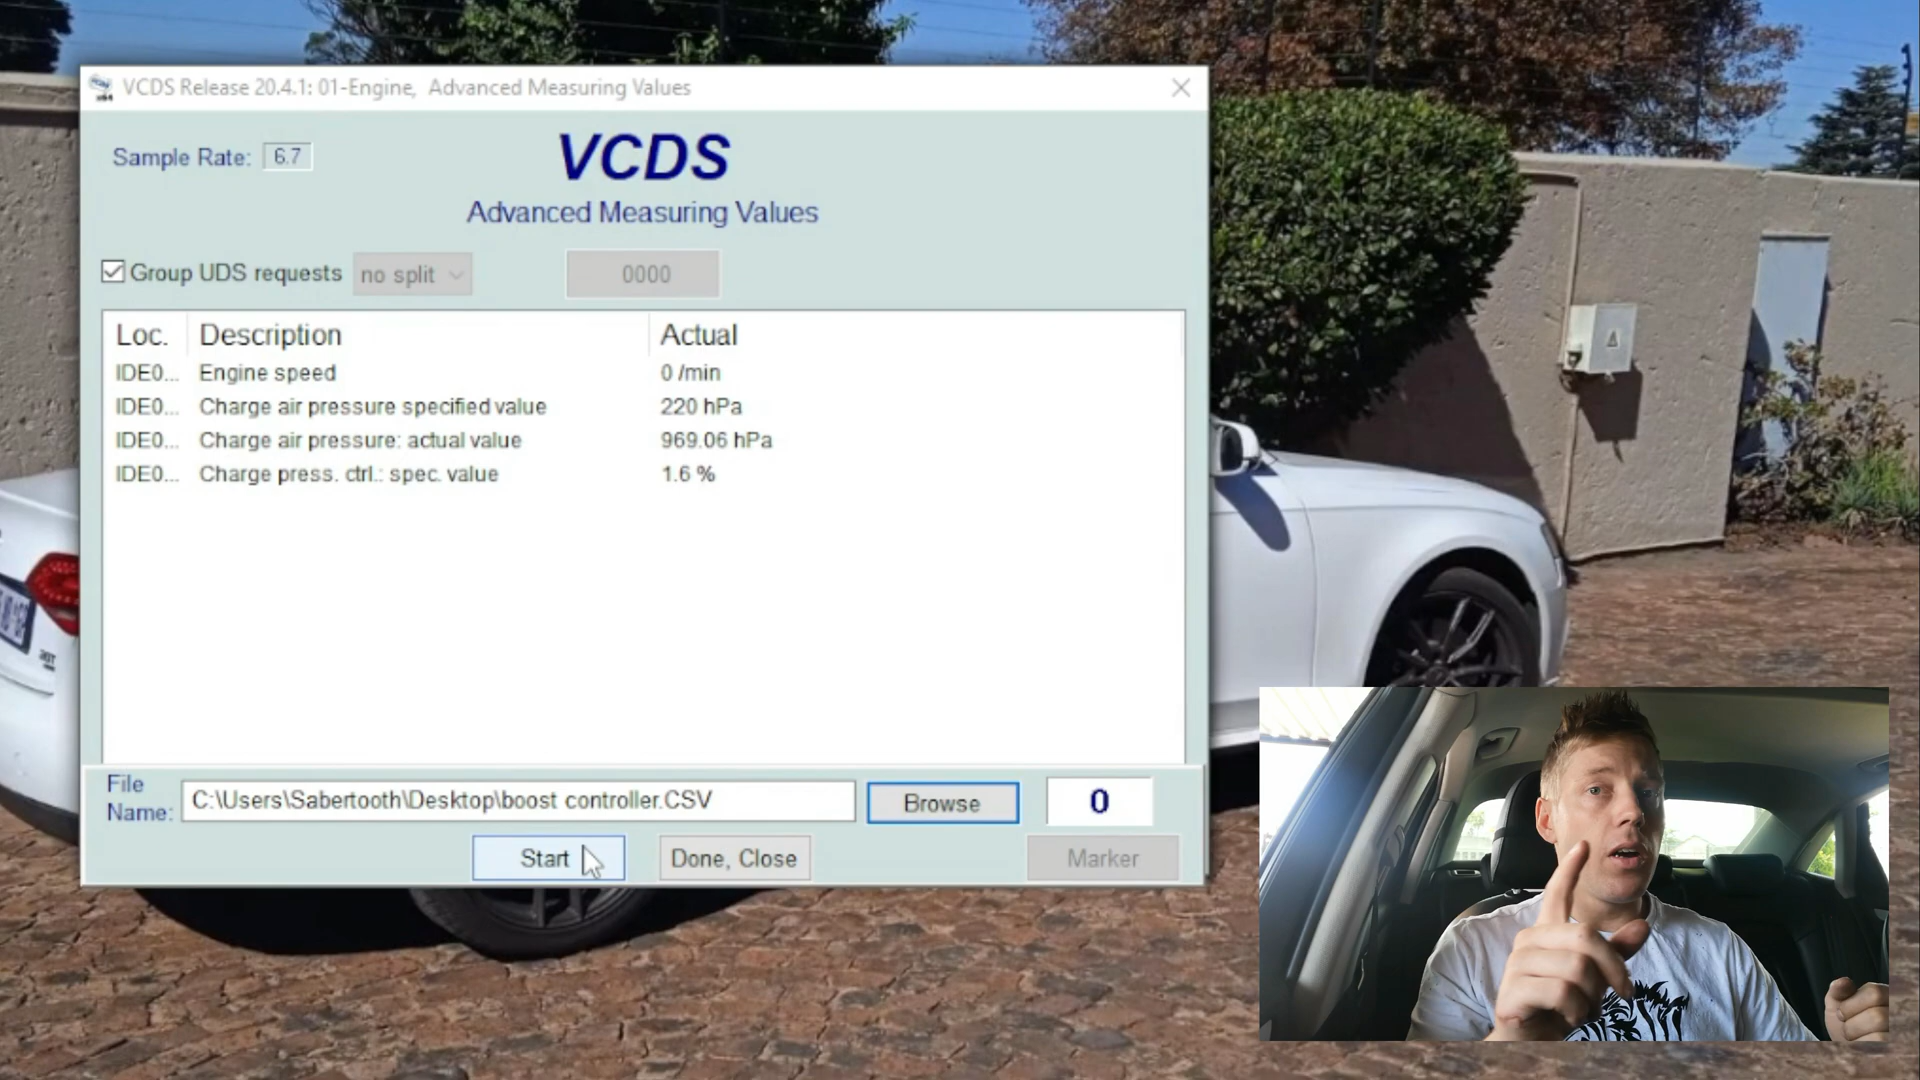 VCDS Release 20.4.1: 01-Engine, Advanced Measuring Values
Sample Rate: 6.7
VCDS
Advanced Measuring Values
Group UDS requests no split 0000
Loc. Description Actual
IDE0... Engine speed 0 /min
IDE0... Charge air pressure specified value 220 hPa
IDE0... Charge air pressure: actual value 969.06 hPa
IDE0... Charge press. ctrl.: spec. value 1.6 %
File Name: C:\Users\Sabertooth\Desktop\boost controller.CSV Browse 0
Start Done, Close Marker